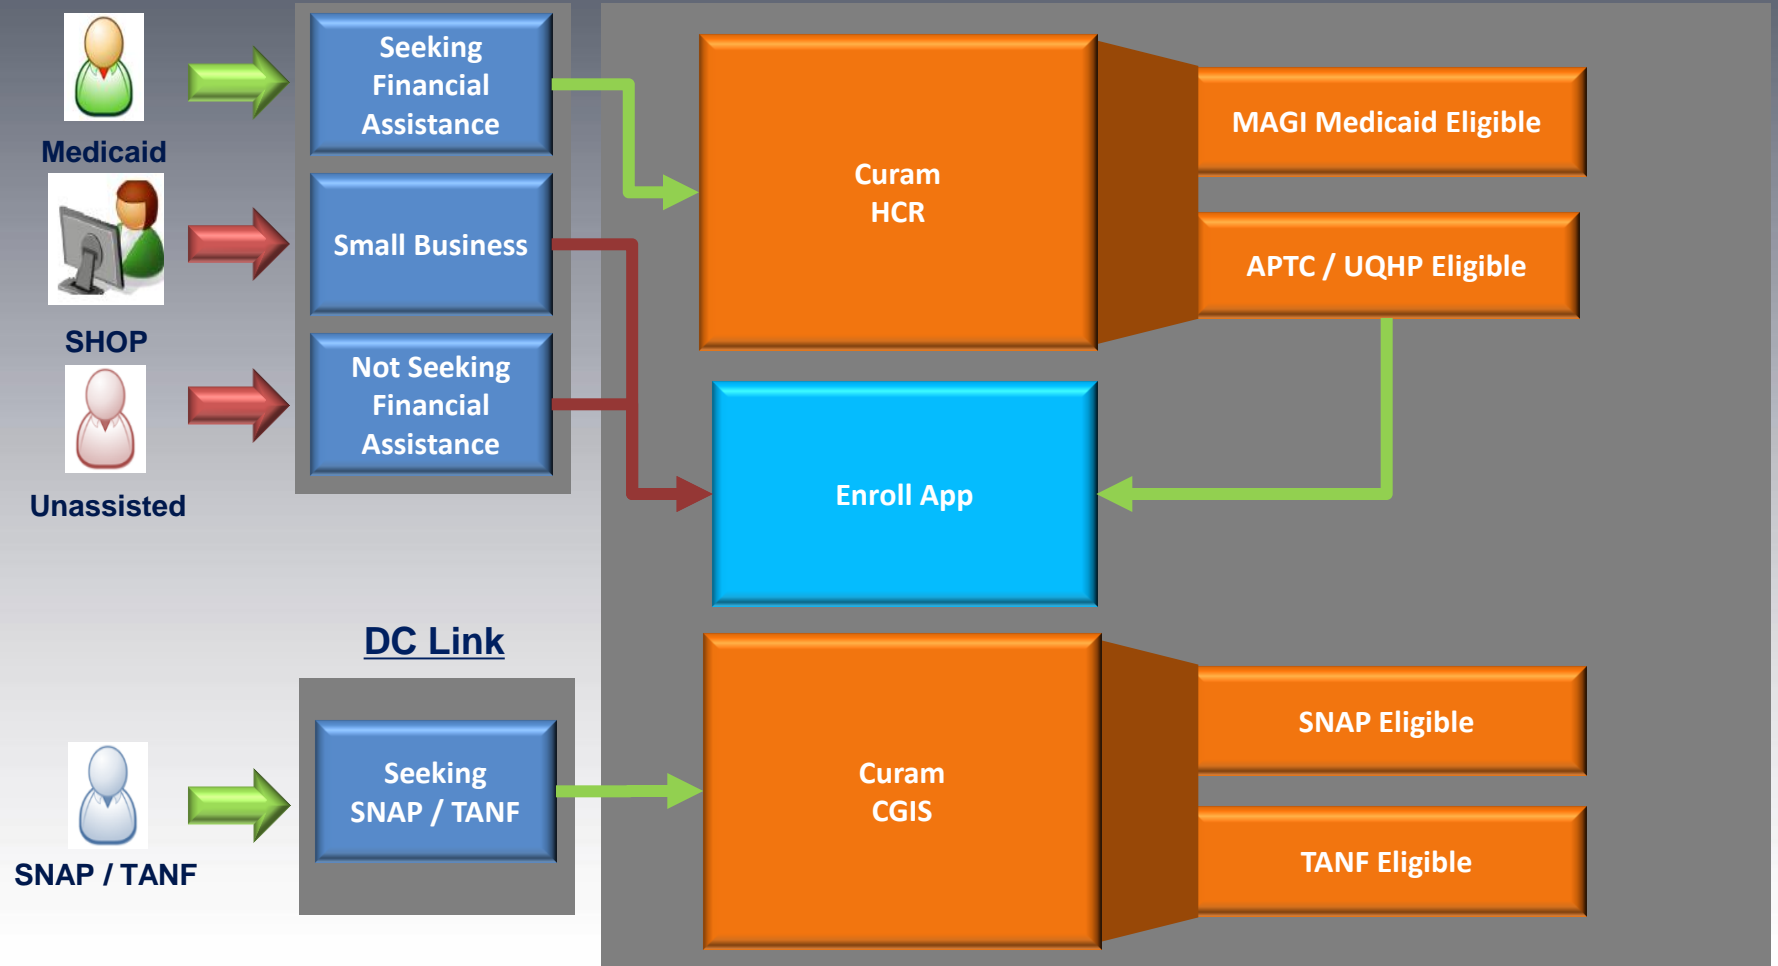 Medicaid
SHOP
Unassisted
Seeking
Financial
Assistance
Small Business
Not Seeking
Financial
Assistance
Curam
HCR
MAGI Medicaid Eligible
APTC / UQHP Eligible
Enroll App
DC Link
SNAP / TANF
Seeking
SNAP / TANF
Curam
CGIS
SNAP Eligible
TANF Eligible